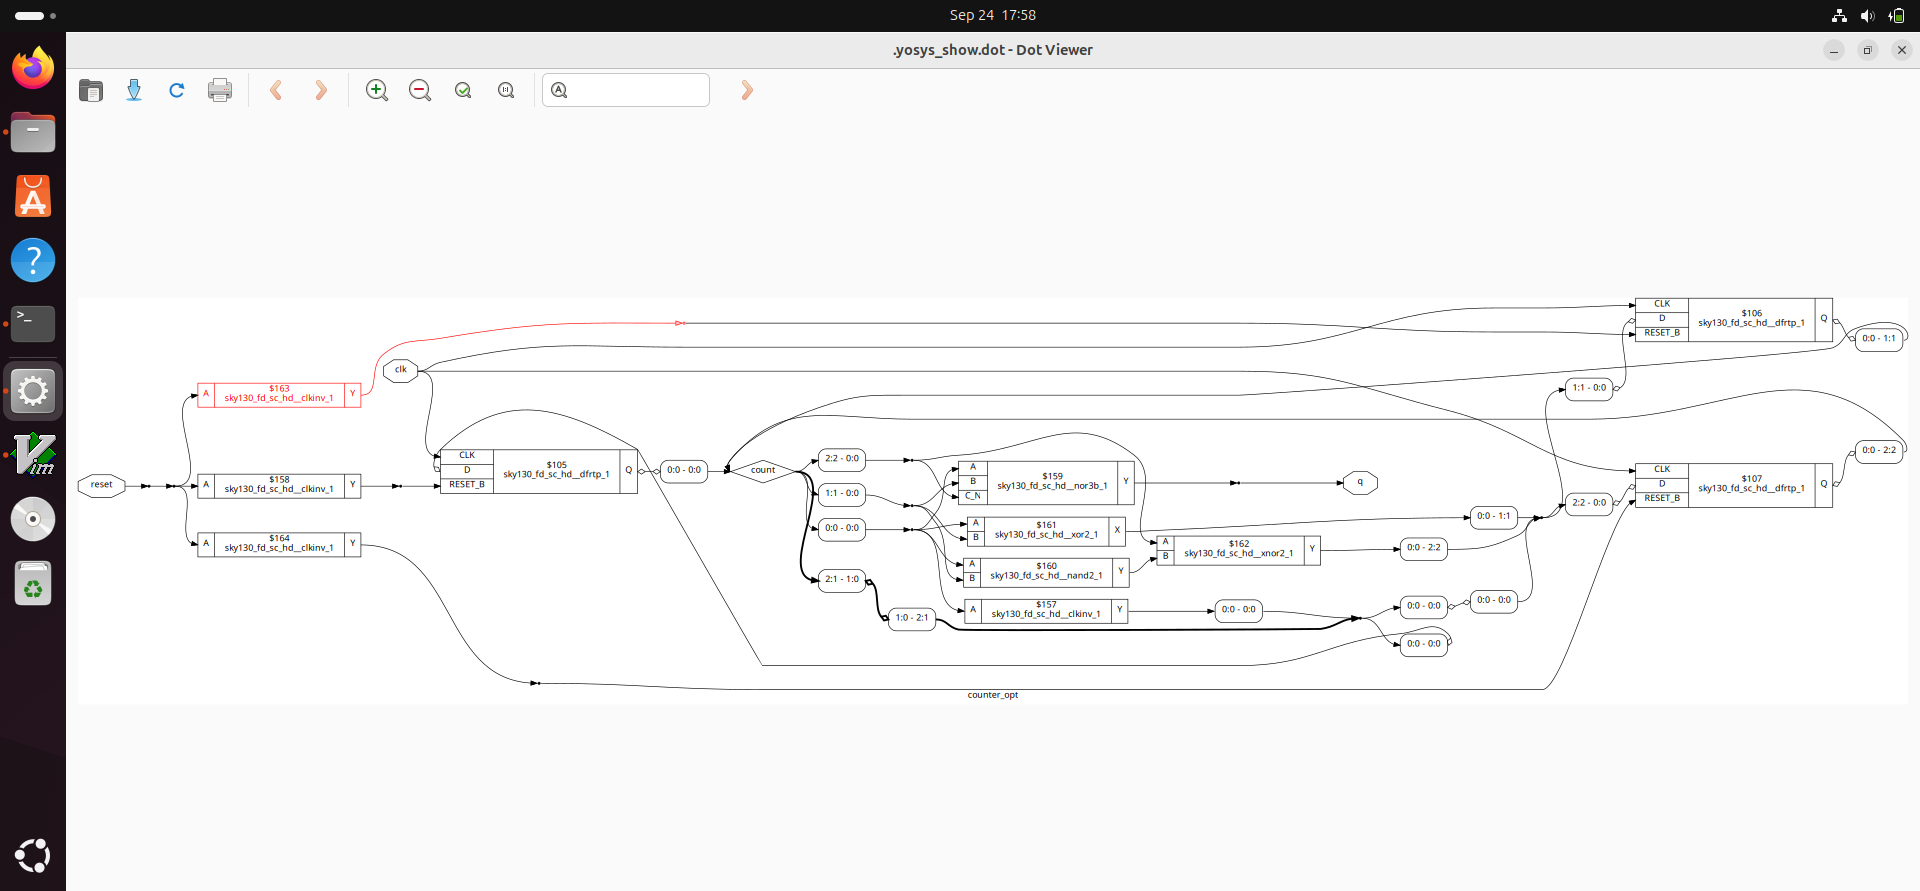 Sep 24 17:58
.yosys_show.dot - Dot Viewer
CLK
D
RESET_B
$106
sky130_fd_sc_hd__dfrtp_1
Q
0:0 - 1:1
clk
A
$163
sky130_fd_sc_hd__clkinv_1
Y
1:1 - 0:0
CLK
D
RESET_B
$105
sky130_fd_sc_hd__dfrtp_1
Q
0:0 - 0:0
count
2:2 - 0:0
1:1 - 0:0
0:0 - 0:0
2:1 - 1:0
1:0 - 2:1
A
B
C_N
$159
sky130_fd_sc_hd__nor3b_1
Y
q
0:0 - 2:2
CLK
D
RESET_B
$107
sky130_fd_sc_hd__dfrtp_1
Q
reset
A
$158
sky130_fd_sc_hd__clkinv_1
Y
2:2 - 0:0
A
B
$161
sky130_fd_sc_hd__xor2_1
X
0:0 - 1:1
A
$164
sky130_fd_sc_hd__clkinv_1
Y
A
B
$162
sky130_fd_sc_hd__xnor2_1
Y
0:0 - 2:2
A
B
$160
sky130_fd_sc_hd__nand2_1
Y
A
$157
sky130_fd_sc_hd__clkinv_1
Y
0:0 - 0:0
0:0 - 0:0
0:0 - 0:0
0:0 - 0:0
counter_opt